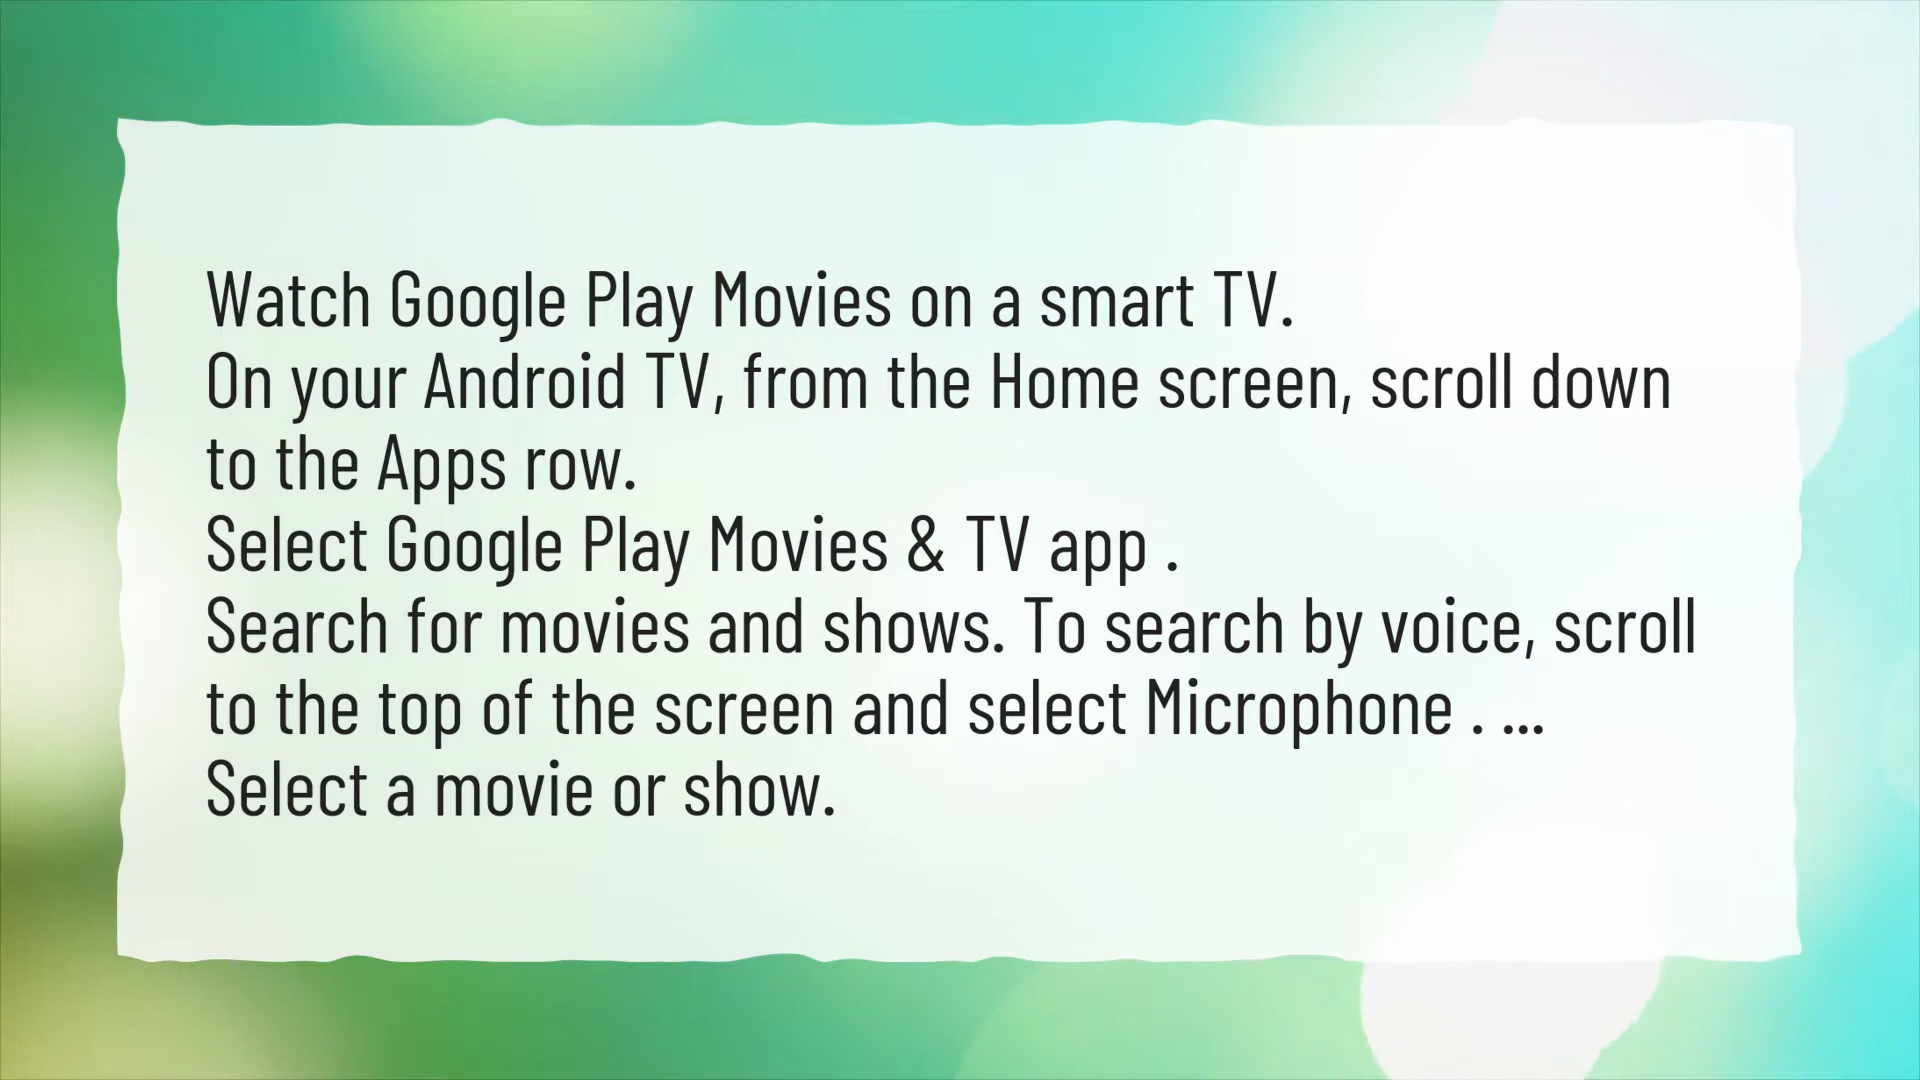 Watch Google Play Movies on a smart TV.
On your Android TV, from the Home screen, scroll down
to the Apps row.
Select Google Play Movies & TV app .
Search for movies and shows. To search by voice, scroll
to the top of the screen and select Microphone . ...
Select a movie or show.